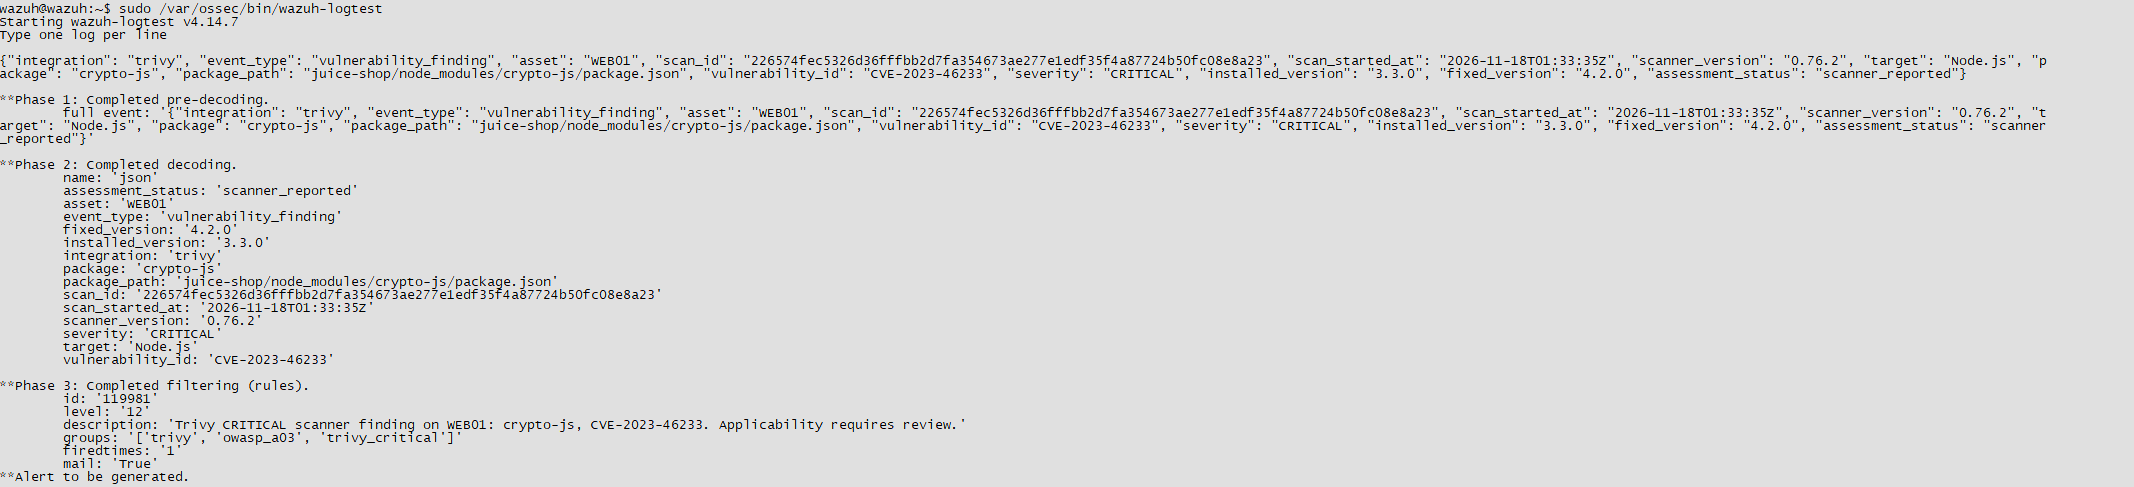 wazuh@wazuh:~$ sudo /var/ossec/bin/wazuh-logtest
Starting wazuh-logtest v4.14.7
Type one log per line
{"integration": "trivy", "event_type": "vulnerability_finding", "asset": "WEB01", "scan_id": "226574fec5326d36fffbb2d7fa354673ae277e1edf35f4a87724b50fc08e8a23", "scan_started_at": "2026-11-18T01:33:35Z", "scanner_version": "0.76.2", "target": "Node.js", "p
ackage": "crypto-js", "package_path": "juice-shop/node_modules/crypto-js/package.json", "vulnerability_id": "CVE-2023-46233", "severity": "CRITICAL", "installed_version": "3.3.0", "fixed_version": "4.2.0", "assessment_status": "scanner_reported"}
**Phase 1: Completed pre-decoding.
full event: '{"integration": "trivy", "event_type": "vulnerability_finding", "asset": "WEB01", "scan_id": "226574fec5326d36fffbb2d7fa354673ae277e1edf35f4a87724b50fc08e8a23", "scan_started_at": "2026-11-18T01:33:35Z", "scanner_version": "0.76.2", "t
arget": "Node.js", "package": "crypto-js", "package_path": "juice-shop/node_modules/crypto-js/package.json", "vulnerability_id": "CVE-2023-46233", "severity": "CRITICAL", "installed_version": "3.3.0", "fixed_version": "4.2.0", "assessment_status": "scanner
_reported"}'
**Phase 2: Completed decoding.
name: 'json'
assessment_status: 'scanner_reported'
asset: 'WEB01'
event_type: 'vulnerability_finding'
fixed_version: '4.2.0'
installed_version: '3.3.0'
integration: 'trivy'
package: 'crypto-js'
package_path: 'juice-shop/node_modules/crypto-js/package.json'
scan_id: '226574fec5326d36fffbb2d7fa354673ae277e1edf35f4a87724b50fc08e8a23'
scan_started_at: '2026-11-18T01:33:35Z'
scanner_version: '0.76.2'
severity: 'CRITICAL'
target: 'Node.js'
vulnerability_id: 'CVE-2023-46233'
**Phase 3: Completed filtering (rules).
id: '119981'
level: '12'
description: 'Trivy CRITICAL scanner finding on WEB01: crypto-js, CVE-2023-46233. Applicability requires review.'
groups: '['trivy', 'owasp_a03', 'trivy_critical']'
firedtimes: '1'
mail: 'True'
**Alert to be generated.